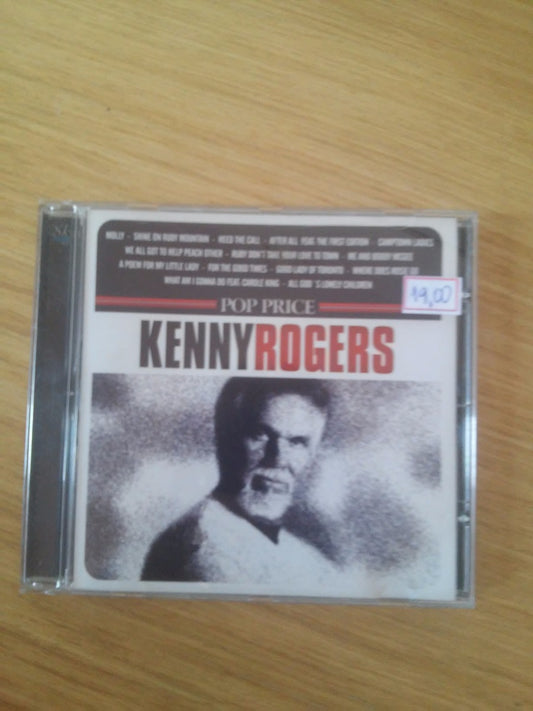 MOLLY - SHINE ON RUBY MOUNTAIN - HEED THE CALL - AFTER ALL FEAT. THE FIRST EDITION - CAMPTOWN LADIES
WE ALL GOT TO HELP PEACH OTHER - RUBY DON'T TAKE YOUR LOVE TO TOWN - ME AND BOBBY MCGEE
A POEM FOR MY LITTLE LADY - FOR THE GOOD TIMES - GOOD LADY OF TORONTO - WHERE DOES ROSIE GO
WHAT AM I GONNA DO FEAT. CAROLE KING - ALL GOD 'S LONELY CHILDREN
19,00
POP PRICE
KENNYROGERS